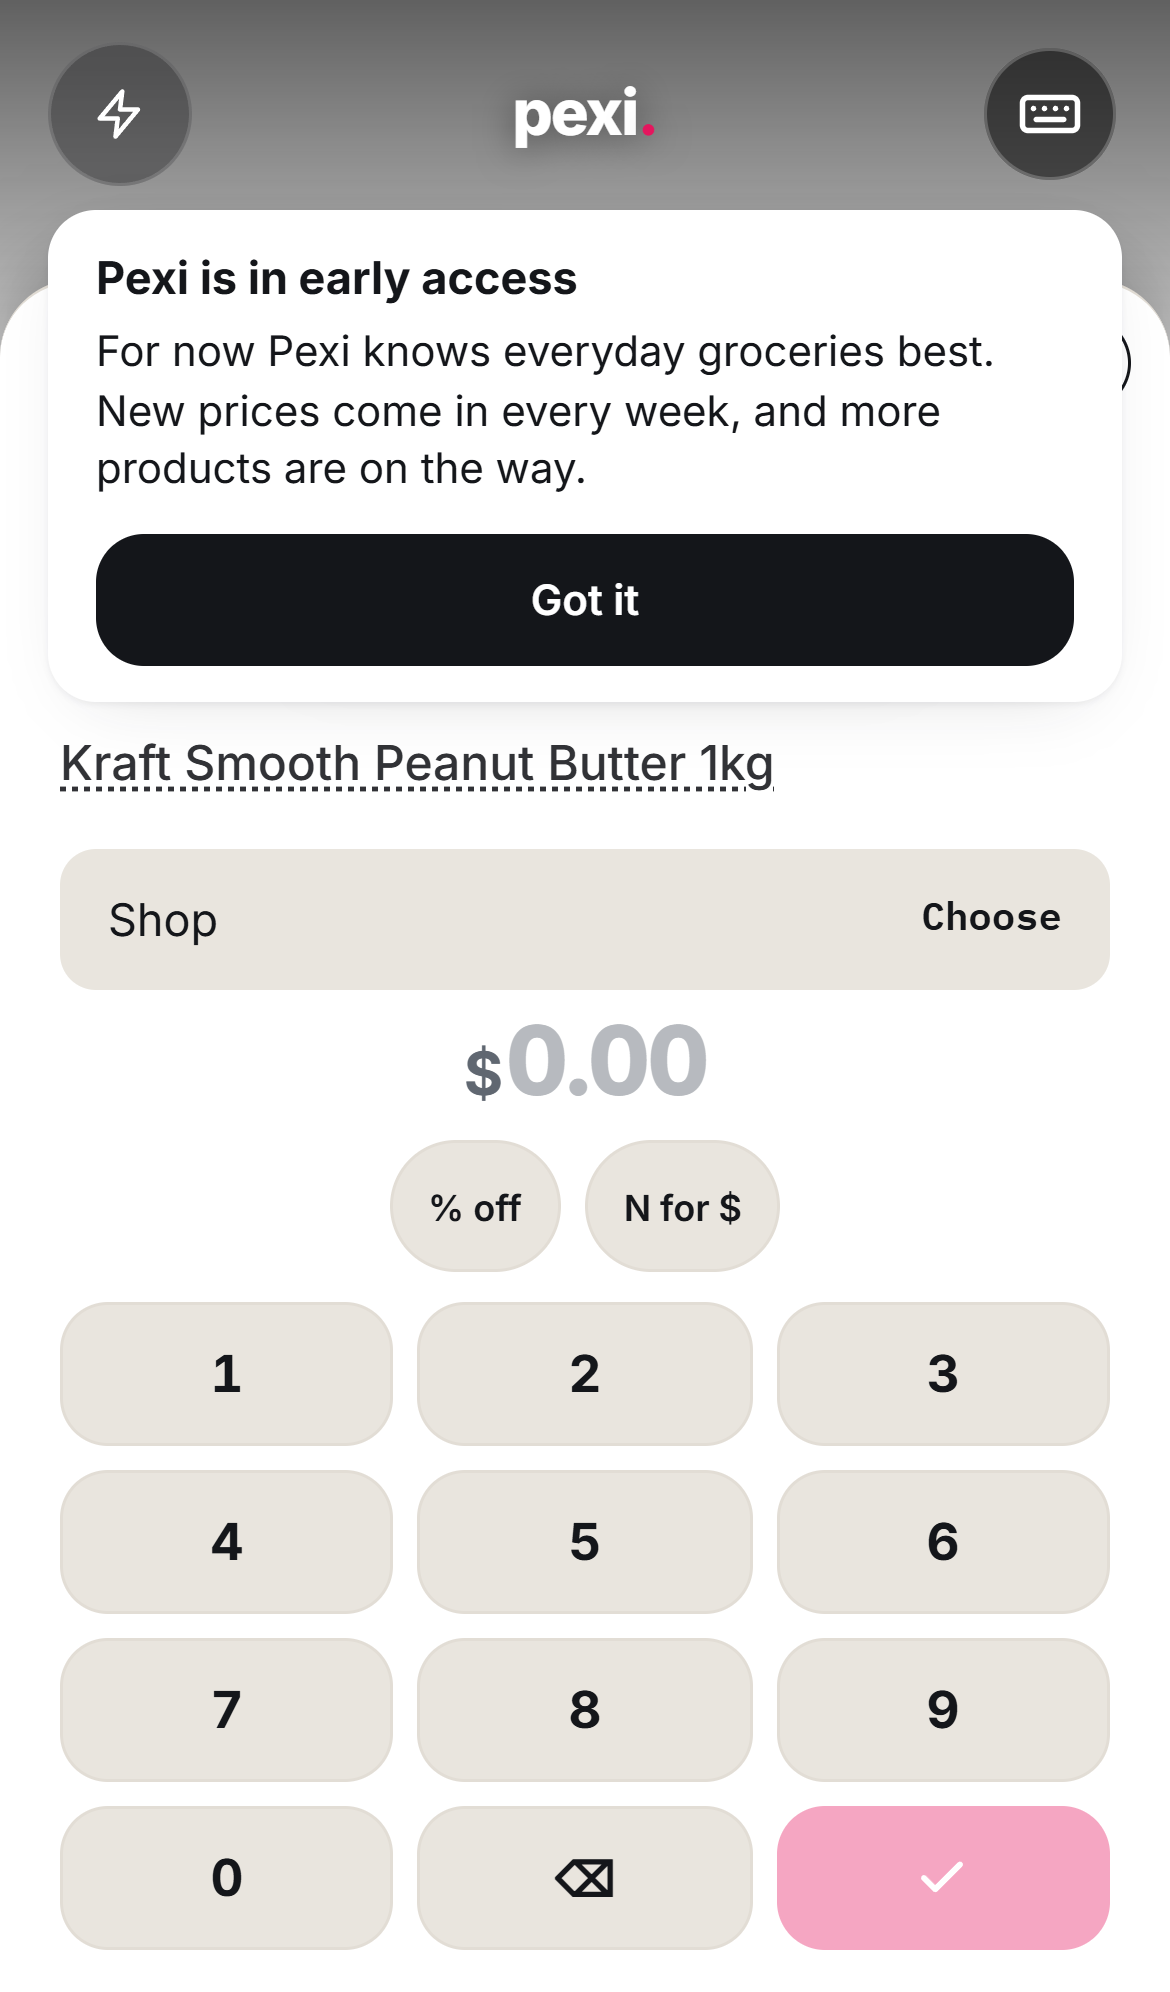 pexi.
Pexi is in early access
For now Pexi knows everyday groceries best.
New prices come in every week, and more
products are on the way.
Got it
Kraft Smooth Peanut Butter 1kg
Shop Choose
$0.00
% off N for $
1 2 3
4 5 6
7 8 9
0